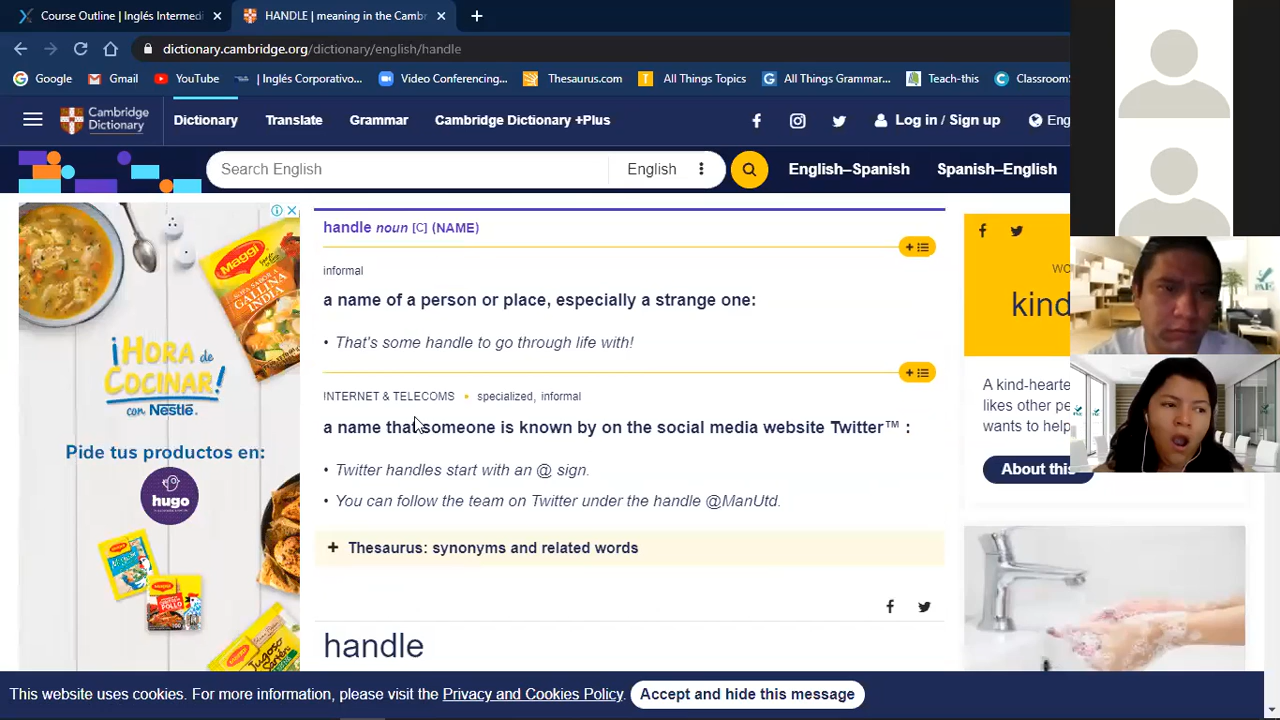 Course Outline | Inglés Intermedi
HANDLE | meaning in the Camb
dictionary.cambridge.org/dictionary/english/handle
Google
Gmail
YouTube
| Inglés Corporativo...
Video Conferencing...
Thesaurus.com
All Things Topics
All Things Grammar...
Teach-this
ClassroomS
Cambridge
Dictionary
Dictionary
Translate
Grammar
Cambridge Dictionary +Plus
Log in / Sign up
Eng
Search English
English
English–Spanish
Spanish–English
handle noun [C] (NAME)
informal
a name of a person or place, especially a strange one:
• That's some handle to go through life with!
INTERNET & TELECOMS • specialized, informal
a name that someone is known by on the social media website Twitter™ :
• Twitter handles start with an @ sign.
• You can follow the team on Twitter under the handle @ManUtd.
+ Thesaurus: synonyms and related words
handle
Maggi
GALLINA
INDIA
¡HORA de
COCINAR!
con Nestlé
Pide tus productos en:
hugo
WO
kind
A kind-hearte
likes other pe
wants to help
About this
PAE
This website uses cookies. For more information, please visit the Privacy and Cookies Policy.
Accept and hide this message